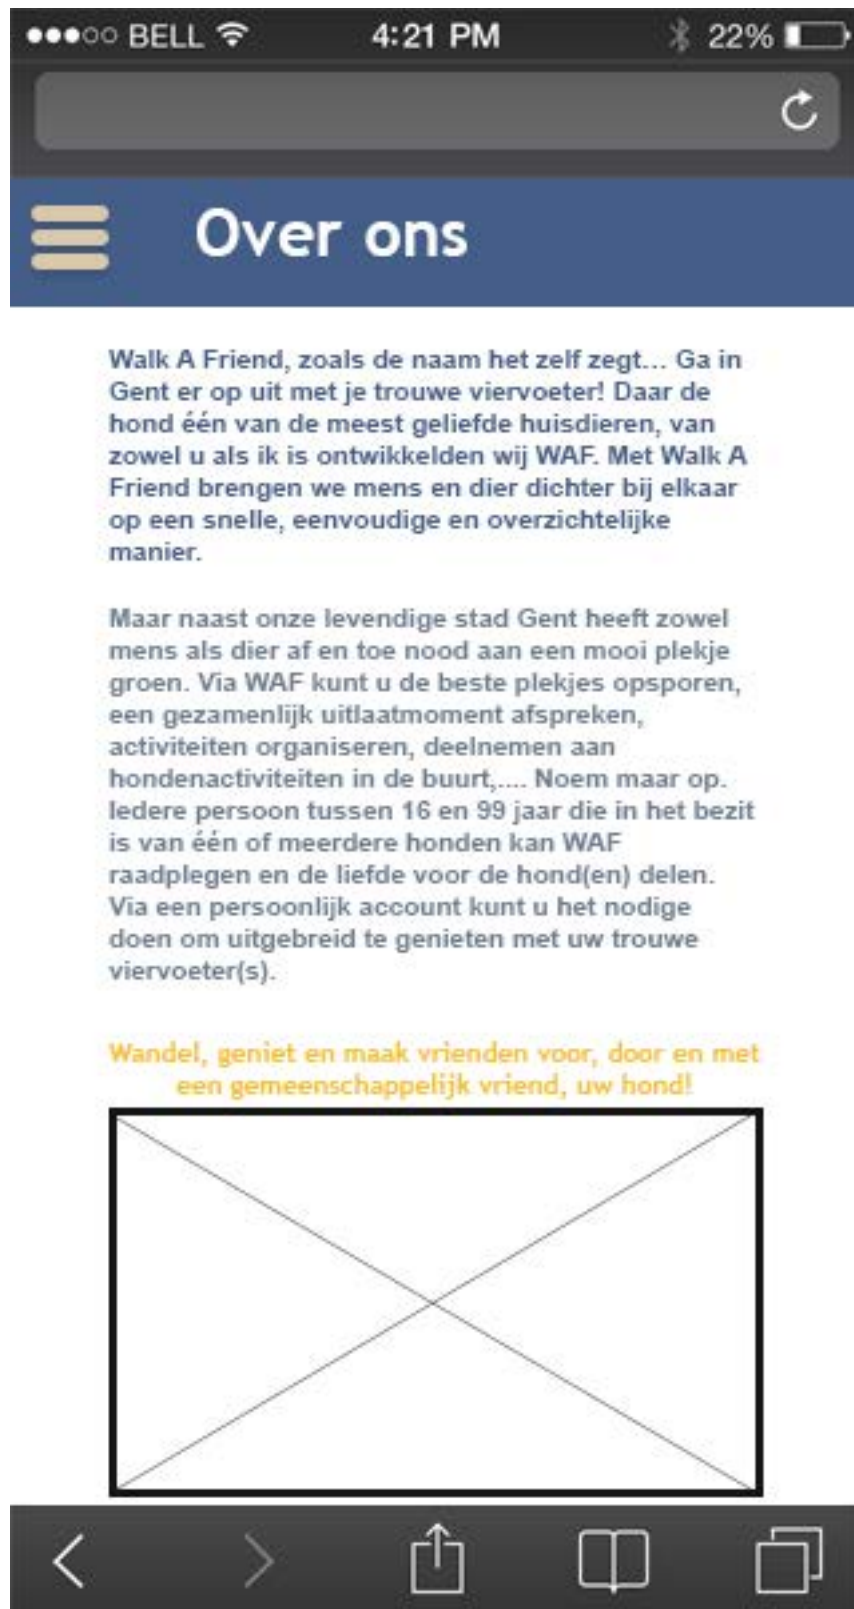 BELL 4:21 PM 22%
Over ons
Walk A Friend, zoals de naam het zelf zegt... Ga in
Gent er op uit met je trouwe viervoeter! Daar de
hond één van de meest geliefde huisdieren, van
zowel u als ik is ontwikkelden wij WAF. Met Walk A
Friend brengen we mens en dier dichter bij elkaar
op een snelle, eenvoudige en overzichtelijke
manier.
Maar naast onze levendige stad Gent heeft zowel
mens als dier af en toe nood aan een mooi plekje
groen. Via WAF kunt u de beste plekjes opsporen,
een gezamenlijk uitlaatmoment afspreken,
activiteiten organiseren, deelnemen aan
hondenactiviteiten in de buurt,.... Noem maar op.
Iedere persoon tussen 16 en 99 jaar die in het bezit
is van één of meerdere honden kan WAF
raadplegen en de liefde voor de hond(en) delen.
Via een persoonlijk account kunt u het nodige
doen om uitgebreid te genieten met uw trouwe
viervoeter(s).
Wandel, geniet en maak vrienden voor, door en met
een gemeenschappelijk vriend, uw hond!